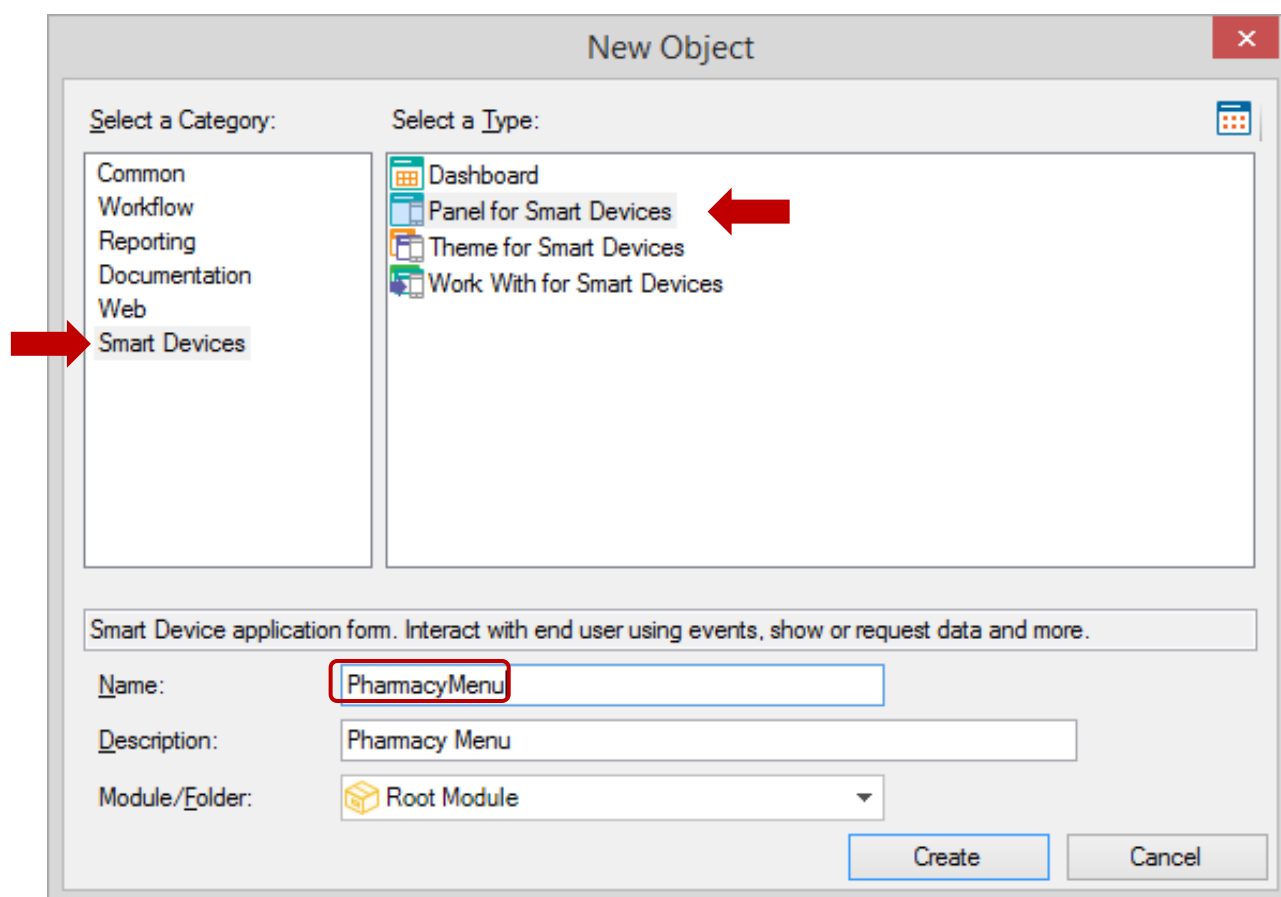 New Object
Select a Category:
Select a Type:
Common
Workflow
Reporting
Documentation
Web
Smart Devices
Dashboard
Panel for Smart Devices
Theme for Smart Devices
Work With for Smart Devices
Smart Device application form. Interact with end user using events, show or request data and more.
Name:
PharmacyMenu
Description:
Pharmacy Menu
Module/Folder:
Root Module
Create
Cancel